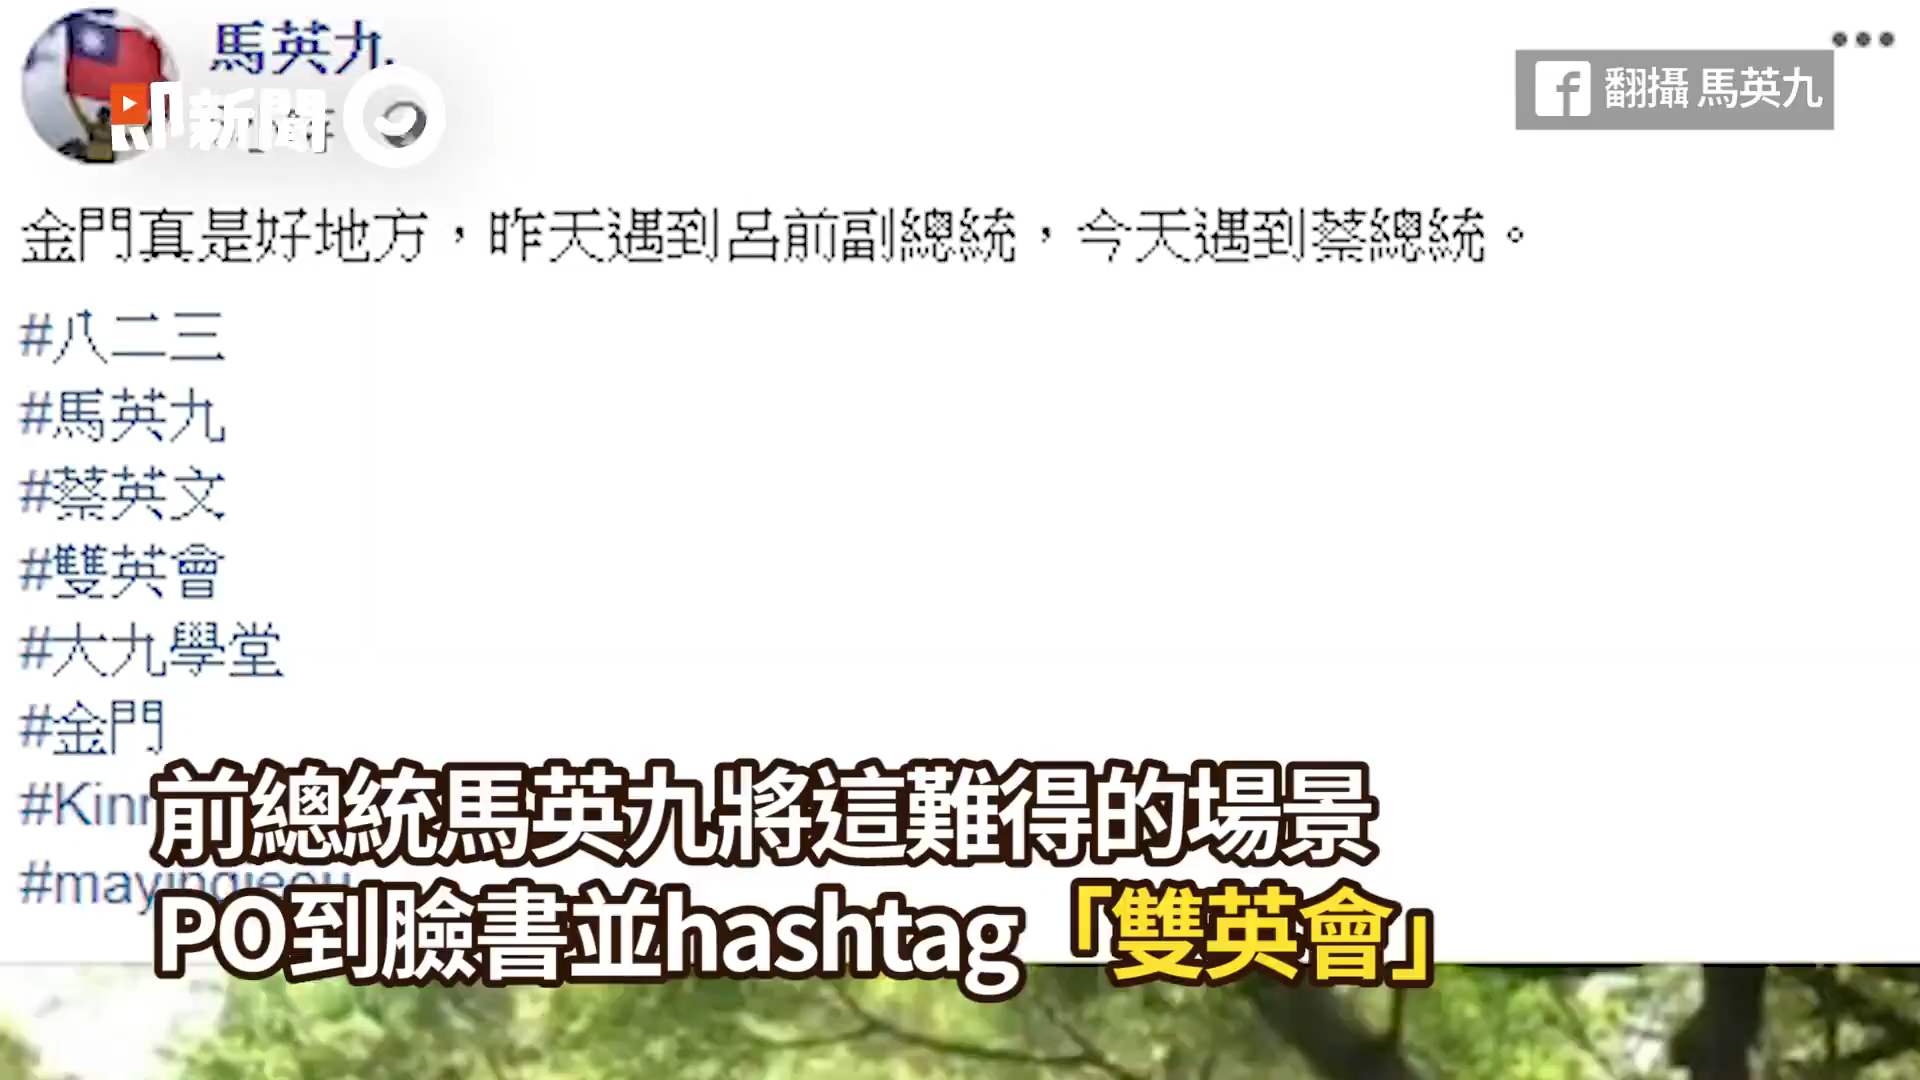 馬英九
翻攝 馬英九
新聞
金門真是好地方，昨天遇到呂前副總統，今天遇到蔡總統。
#八二三
#馬英九
#蔡英文
#雙英會
#大九學堂
#金門
前總統馬英九將這難得的場景
PO到臉書並hashtag「雙英會」